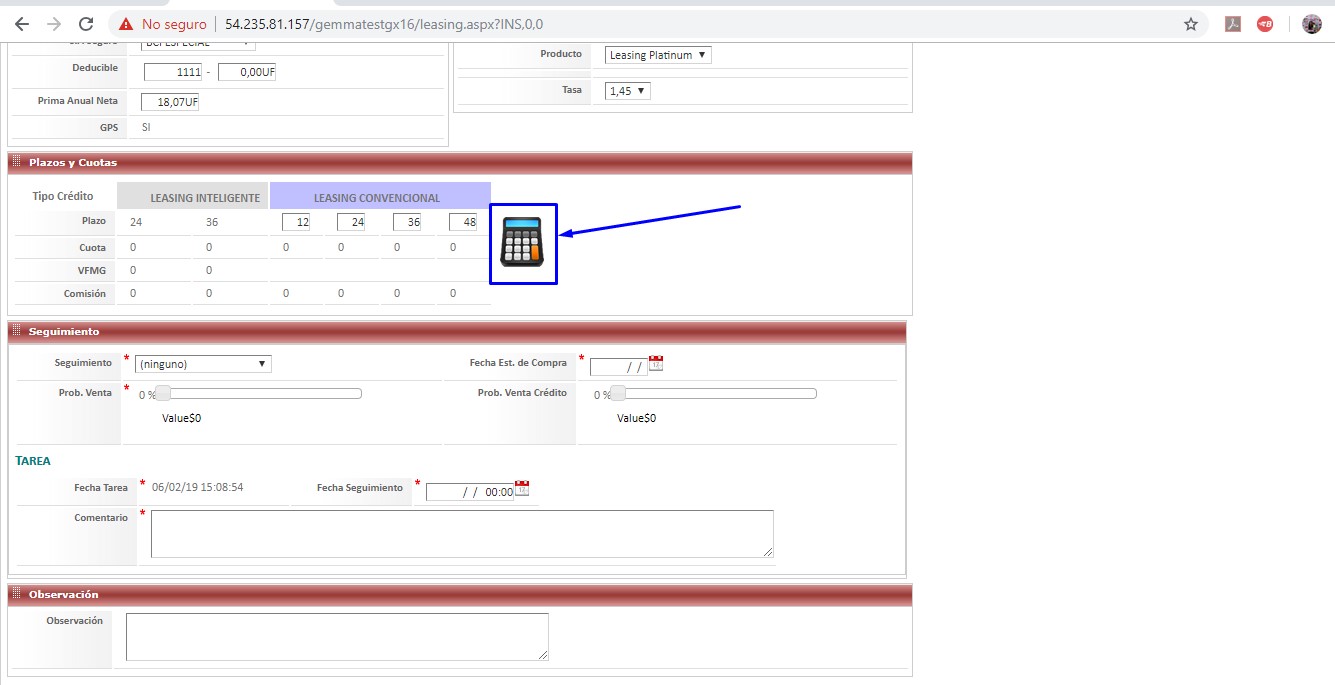 No seguro | 54.235.81.157/gemmatestgx16/leasing.aspx?INS,0,0
BCI ESPECIAL
Deducible 1111 - 0,00UF
Prima Anual Neta 18,07UF
GPS SI
Producto Leasing Platinum
Tasa 1,45
Plazos y Cuotas
Tipo Crédito LEASING INTELIGENTE LEASING CONVENCIONAL
Plazo 24 36 12 24 36 48
Cuota 0 0 0 0 0 0
VFMG 0 0
Comisión 0 0 0 0 0 0
Seguimiento
Seguimiento * (ninguno) Fecha Est. de Compra * / /
Prob. Venta * 0 % Prob. Venta Crédito 0 %
Value$0 Value$0
TAREA
Fecha Tarea * 06/02/19 15:08:54 Fecha Seguimiento * / / 00:00
Comentario *
Observación
Observación